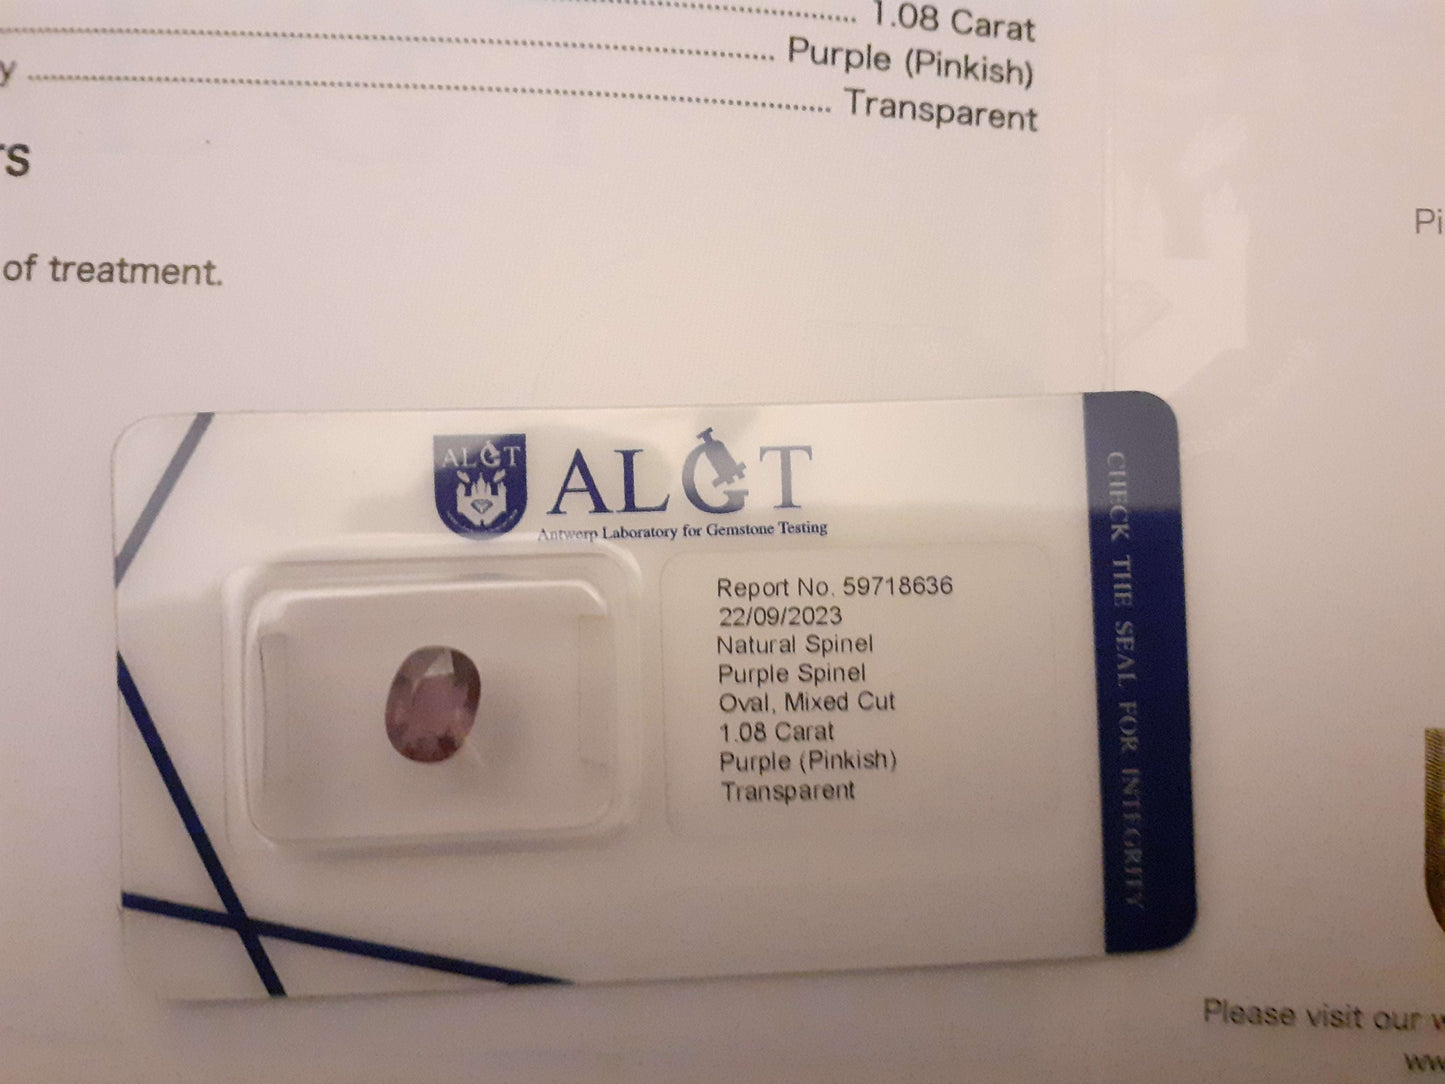 1.08 Carat
Purple (Pinkish)
y Transparent
rs
of treatment.
Pi
ALGT
ALGT
Antwerp Laboratory for Gemstone Testing
Report No. 59718636
22/09/2023
Natural Spinel
Purple Spinel
Oval, Mixed Cut
1.08 Carat
Purple (Pinkish)
Transparent
CHECK THE SEAL FOR INTEGRITY
Please visit our w
ww